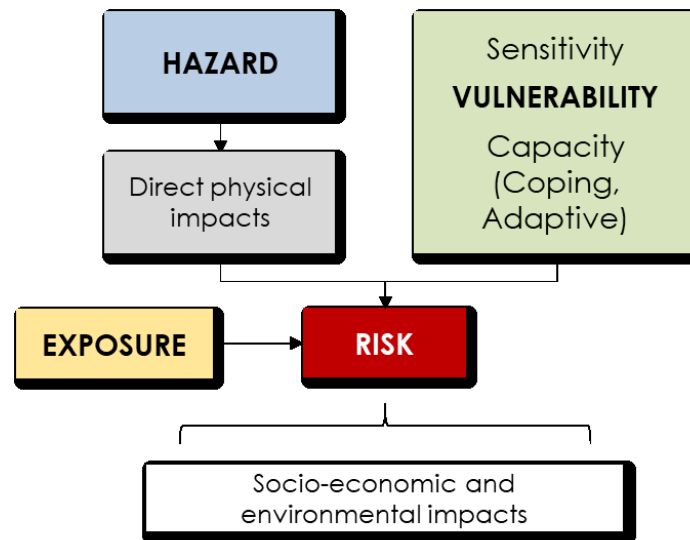 HAZARD
Direct physical
impacts
Sensitivity
VULNERABILITY
Capacity
(Coping,
Adaptive)
EXPOSURE
RISK
Socio-economic and
environmental impacts